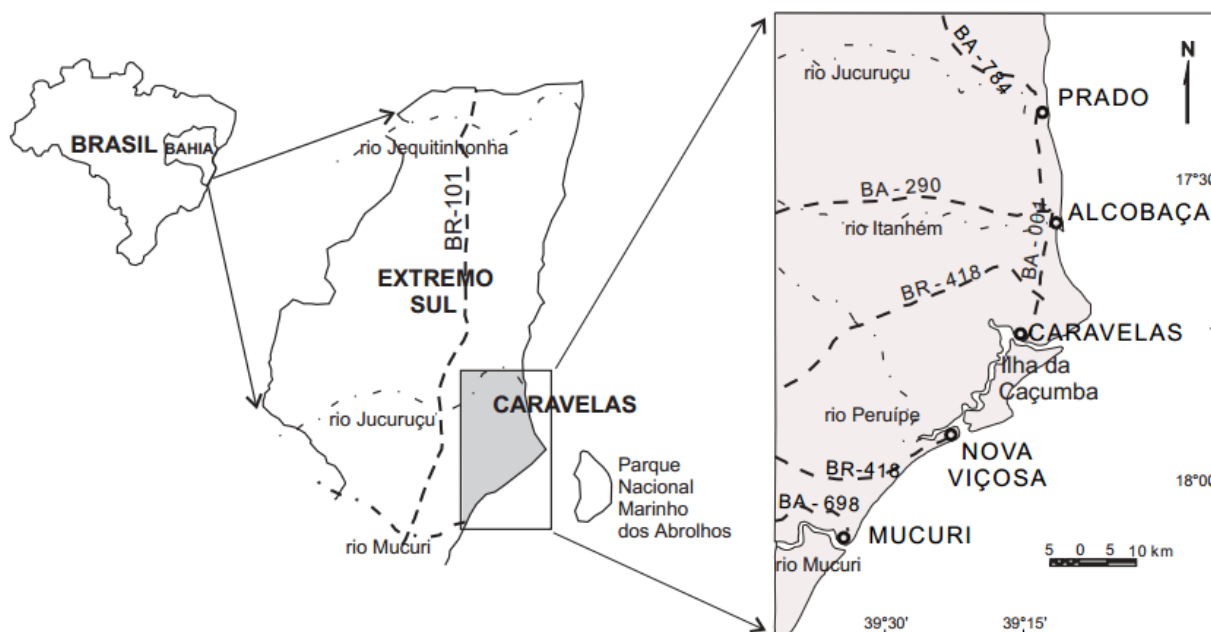 BRASIL
BAHIA
rio Jequitinhonha
BR-101
EXTREMO
SUL
rio Jucuruçu
CARAVELAS
rio Mucuri
Parque
Nacional
Marinho
dos Abrolhos
BA-784
rio Jucuruçu
N
PRADO
17°30
BA-290
ALCOBAÇA
rio Itanhém
BA-001
BR-418
CARAVELAS
Ilha da
Caçumba
rio Peruípe
NOVA
VIÇOSA
BR-418
18°00
BA-698
MUCURI
rio Mucuri
5 0 5 10 km
39°30
39°15